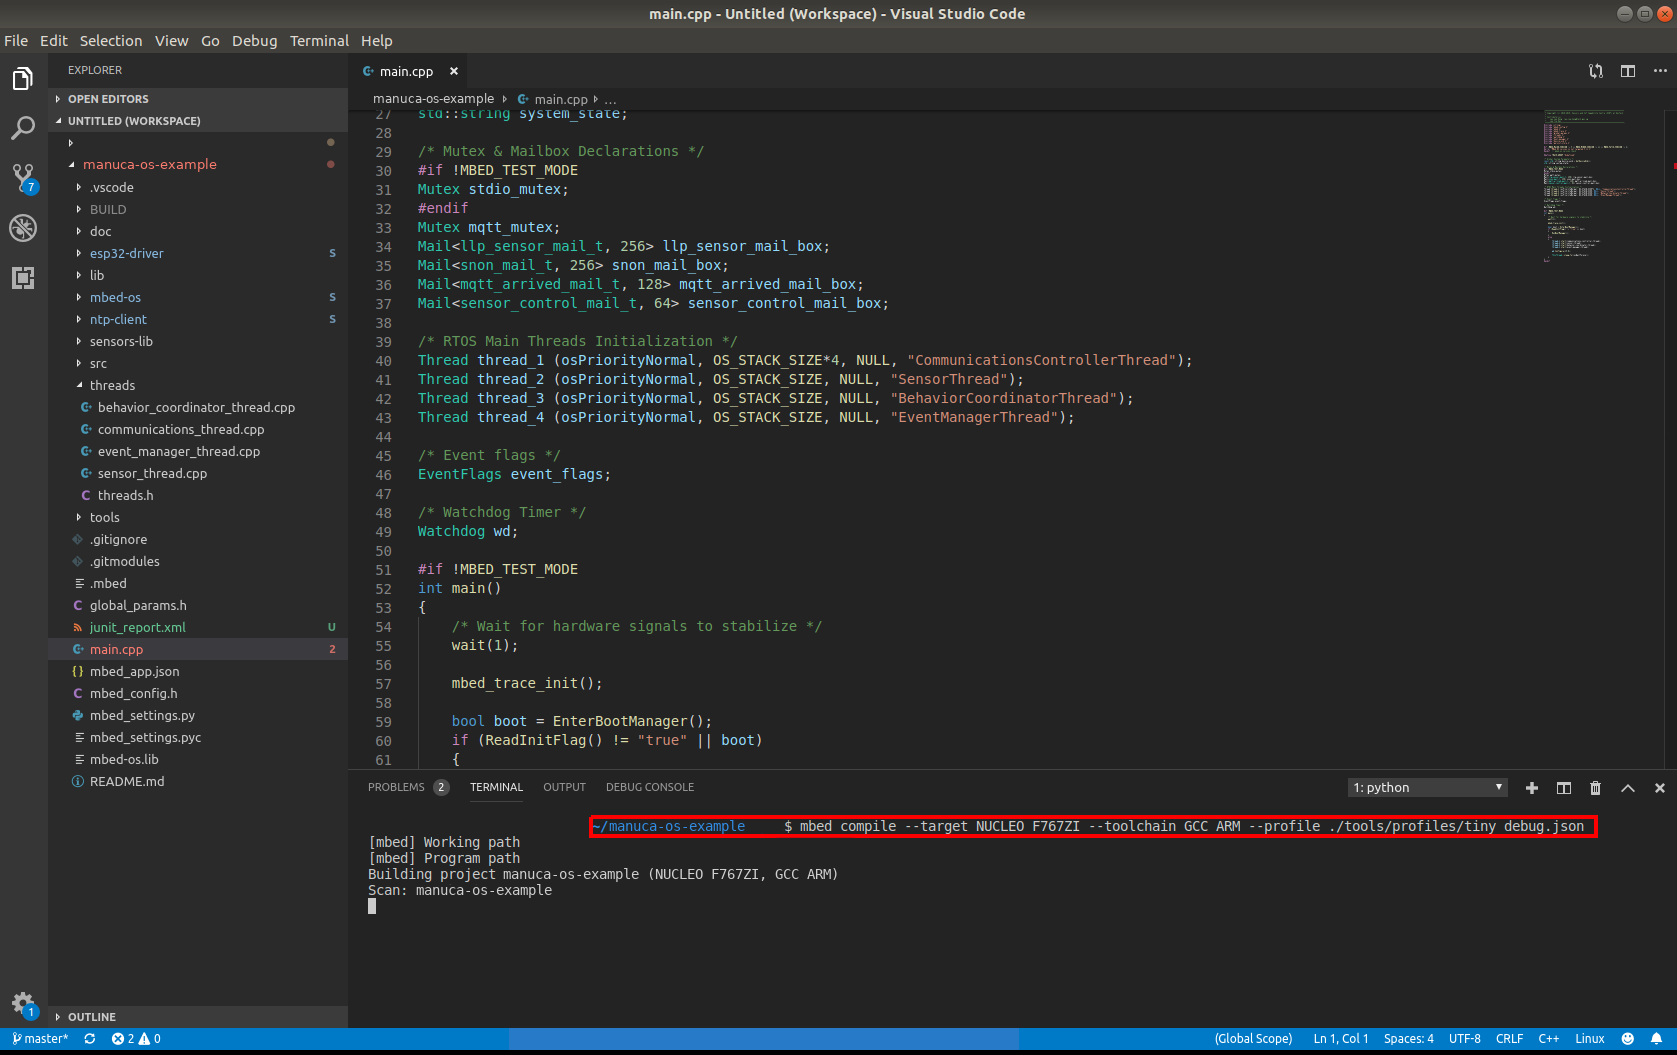 main.cpp - Untitled (Workspace) - Visual Studio Code
File Edit Selection View Go Debug Terminal Help
EXPLORER
OPEN EDITORS
UNTITLED (WORKSPACE)
manuca-os-example
.vscode
BUILD
doc
esp32-driver S
lib
mbed-os S
ntp-client S
sensors-lib
src
threads
behavior_coordinator_thread.cpp
communications_thread.cpp
event_manager_thread.cpp
sensor_thread.cpp
threads.h
tools
.gitignore
.gitmodules
.mbed
global_params.h
junit_report.xml U
main.cpp 2
mbed_app.json
mbed_config.h
mbed_settings.py
mbed_settings.pyc
mbed-os.lib
README.md
OUTLINE
7
1
main.cpp
manuca-os-example main.cpp ...
27 std::string system_state;
28
29 /* Mutex & Mailbox Declarations */
30 #if !MBED_TEST_MODE
31 Mutex stdio_mutex;
32 #endif
33 Mutex mqtt_mutex;
34 Mail<llp_sensor_mail_t, 256> llp_sensor_mail_box;
35 Mail<snon_mail_t, 256> snon_mail_box;
36 Mail<mqtt_arrived_mail_t, 128> mqtt_arrived_mail_box;
37 Mail<sensor_control_mail_t, 64> sensor_control_mail_box;
38
39 /* RTOS Main Threads Initialization */
40 Thread thread_1 (osPriorityNormal, OS_STACK_SIZE*4, NULL, "CommunicationsControllerThread");
41 Thread thread_2 (osPriorityNormal, OS_STACK_SIZE, NULL, "SensorThread");
42 Thread thread_3 (osPriorityNormal, OS_STACK_SIZE, NULL, "BehaviorCoordinatorThread");
43 Thread thread_4 (osPriorityNormal, OS_STACK_SIZE, NULL, "EventManagerThread");
44
45 /* Event flags */
46 EventFlags event_flags;
47
48 /* Watchdog Timer */
49 Watchdog wd;
50
51 #if !MBED_TEST_MODE
52 int main()
53 {
54 /* Wait for hardware signals to stabilize */
55 wait(1);
56
57 mbed_trace_init();
58
59 bool boot = EnterBootManager();
60 if (ReadInitFlag() != "true" || boot)
61 {
PROBLEMS 2 TERMINAL OUTPUT DEBUG CONSOLE 1: python
~/manuca-os-example $ mbed compile --target NUCLEO F767ZI --toolchain GCC ARM --profile ./tools/profiles/tiny debug.json
[mbed] Working path
[mbed] Program path
Building project manuca-os-example (NUCLEO F767ZI, GCC ARM)
Scan: manuca-os-example
master* 2 0 (Global Scope) Ln 1, Col 1 Spaces: 4 UTF-8 CRLF C++ Linux